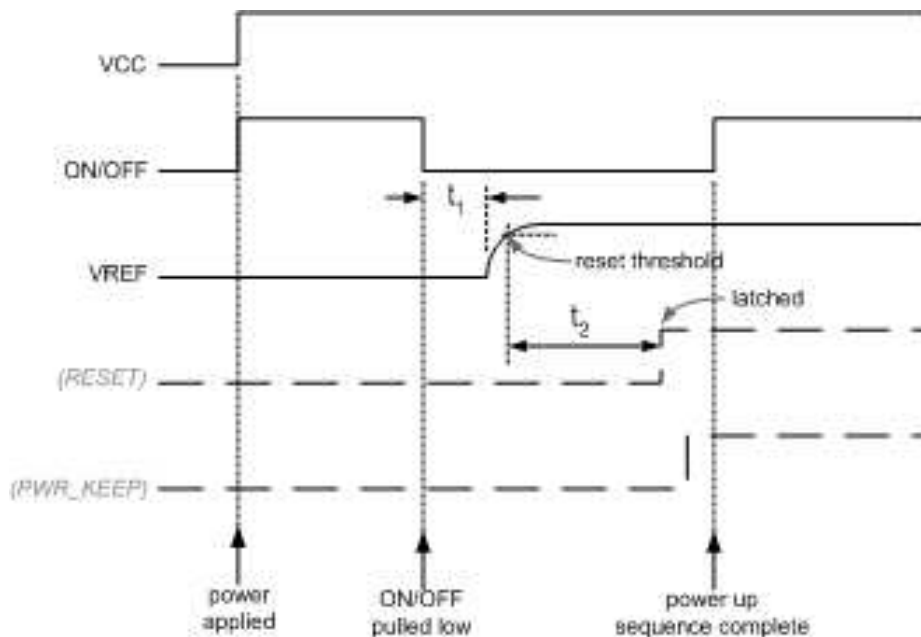 VCC
ON/OFF
t1
VREF
reset threshold
t2
latched
(RESET)
(PWR_KEEP)
power
applied
ON/OFF
pulled low
power up
sequence complete